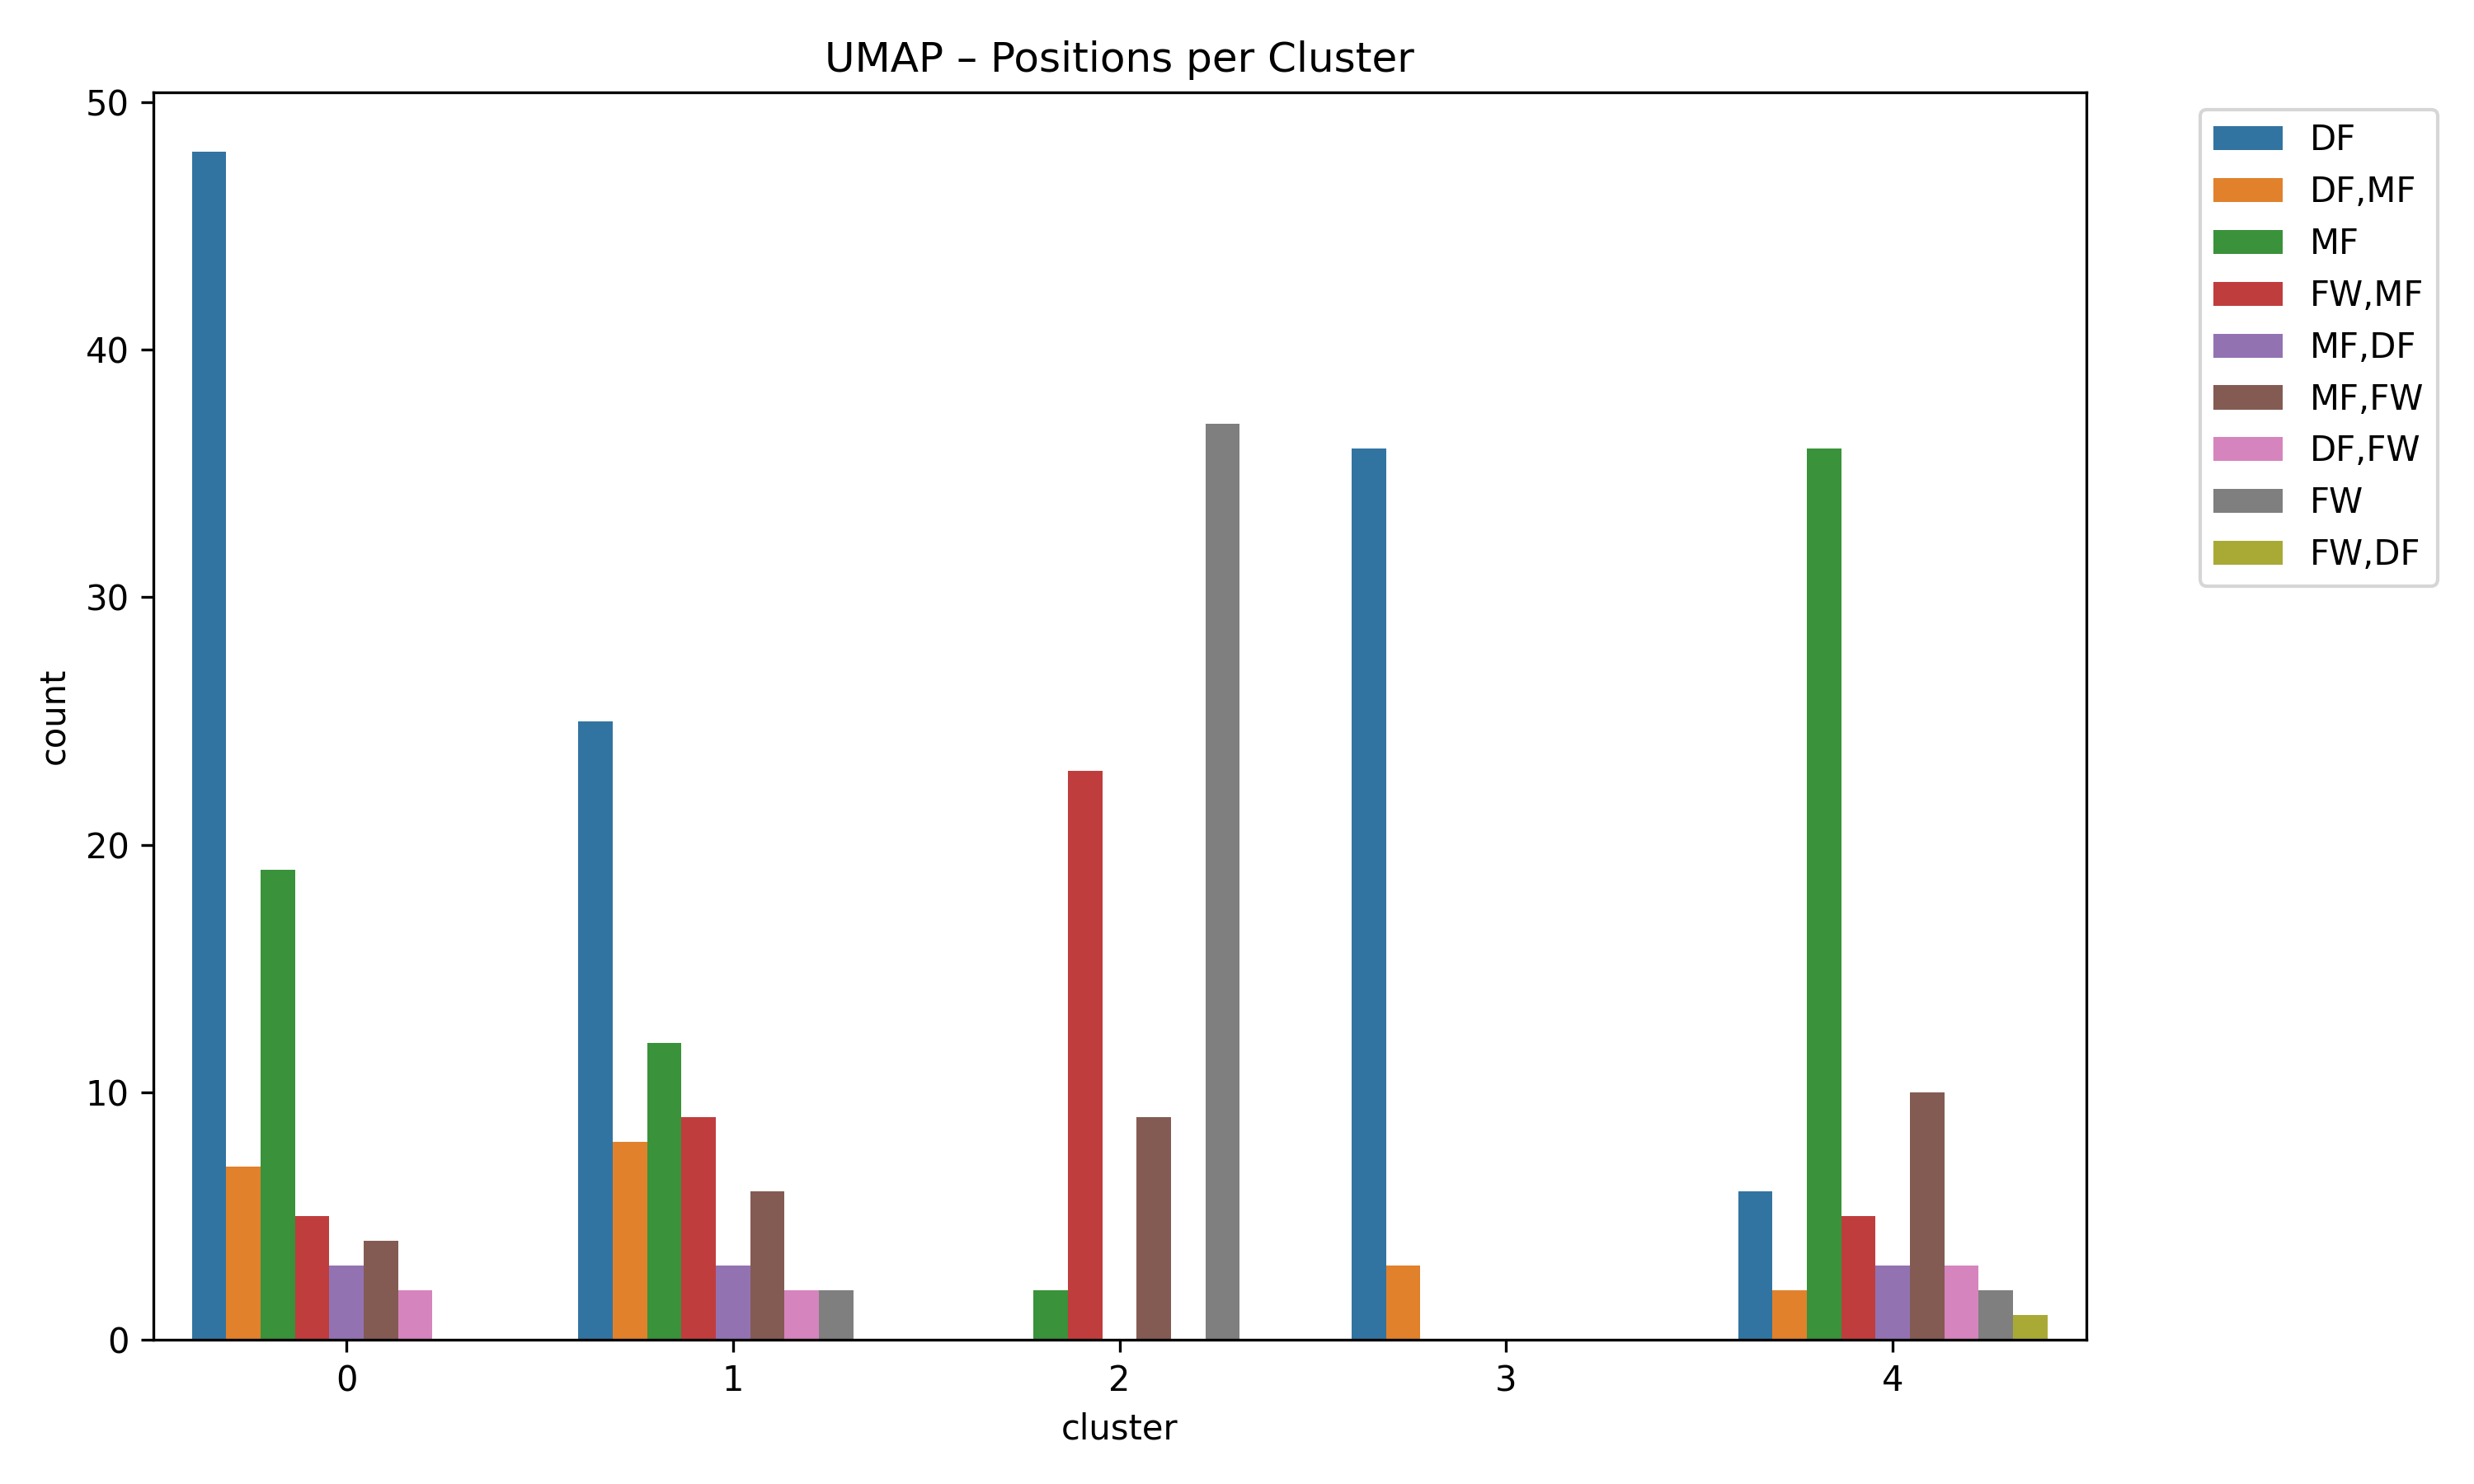 UMAP – Positions per Cluster
50
40
30
20
10
0
count
0 1 2 3 4
cluster
DF
DF,MF
MF
FW,MF
MF,DF
MF,FW
DF,FW
FW
FW,DF